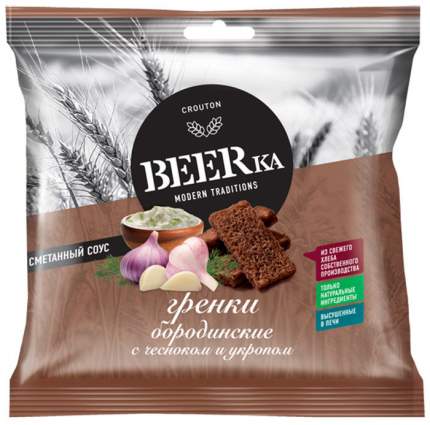 CROUTON
BEERKA
MODERN TRADITIONS
СМЕТАННЫЙ СОУС
ИЗ СВЕЖЕГО
ХЛЕБА
СОБСТВЕННОГО
ПРОИЗВОДСТВА
ТОЛЬКО
НАТУРАЛЬНЫЕ
ИНГРЕДИЕНТЫ
ВЫСУШЕННЫЕ
В ПЕЧИ
гренки
бородинские
с чесноком и укропом